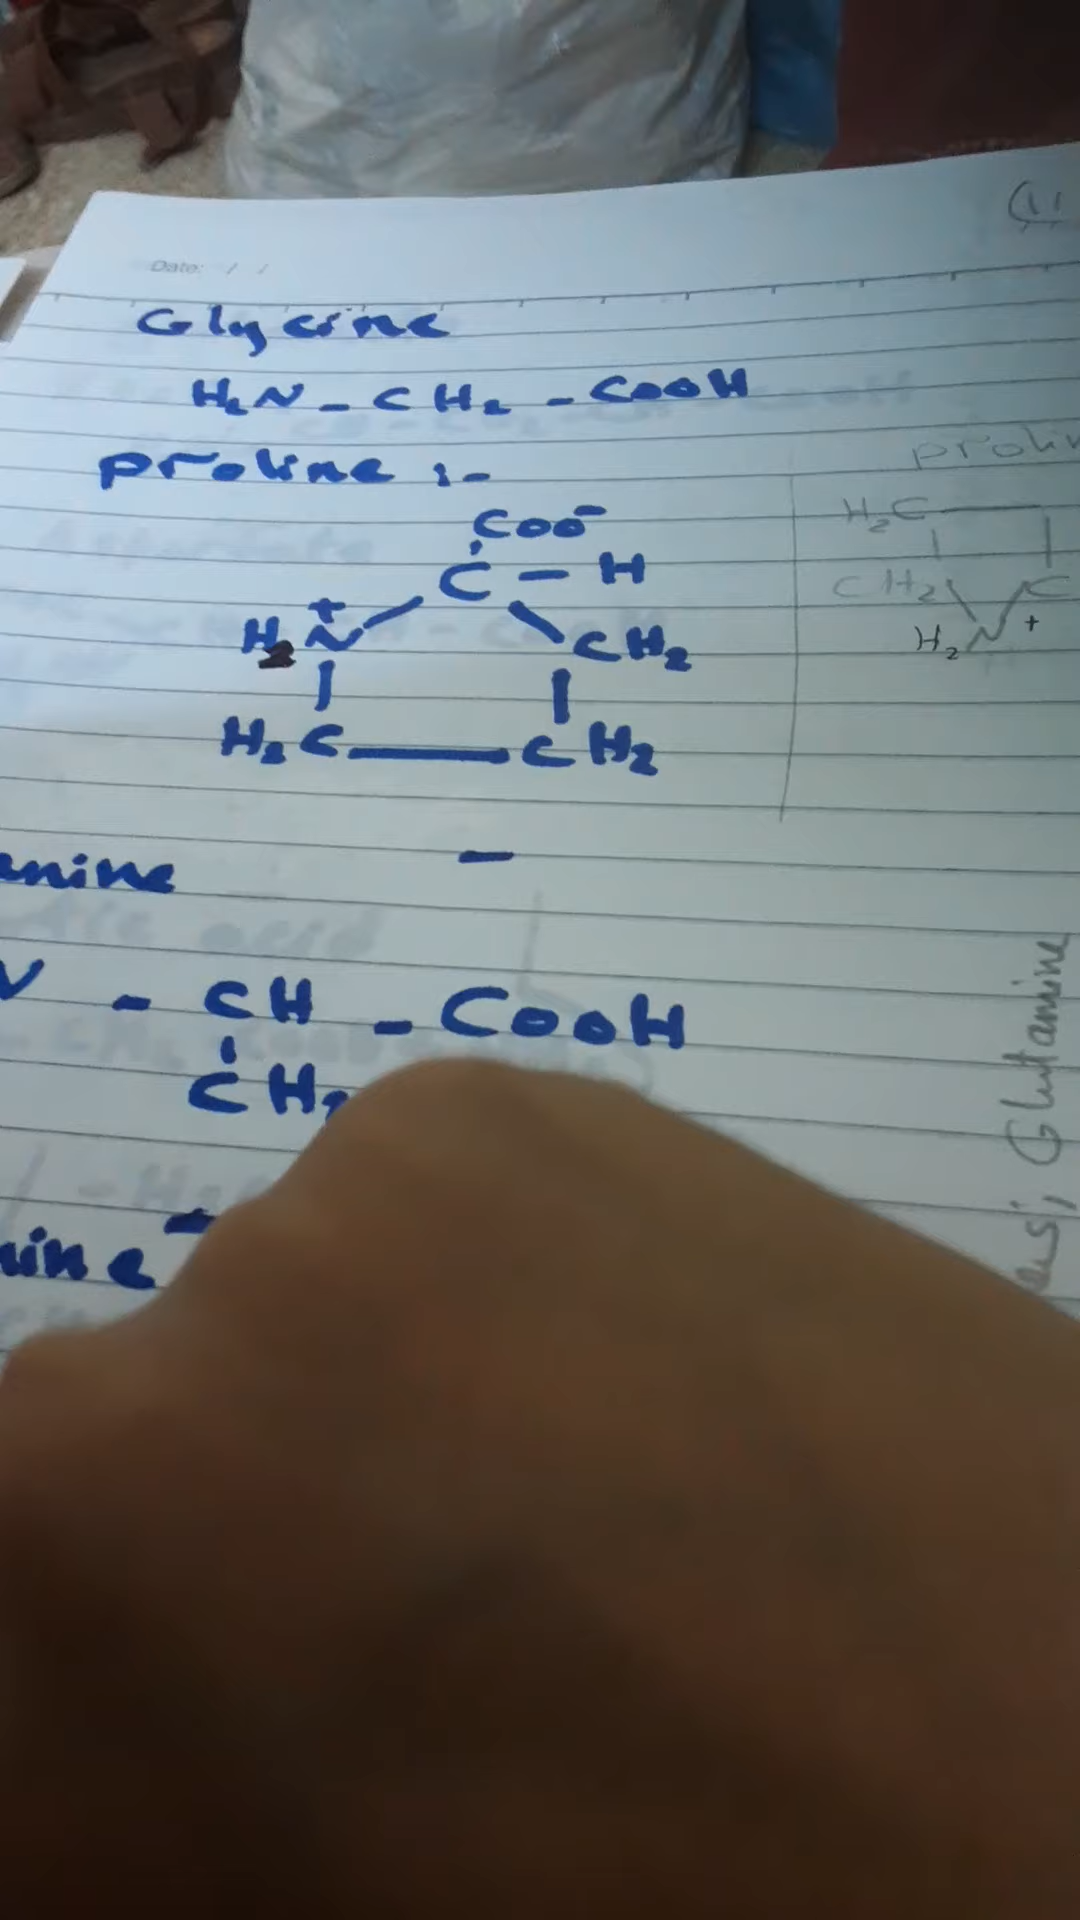 (11
Date: / /
Glycine
H₂N - CH₂ - COOH
proline :-
COO⁻
C - H
H₂N⁺
CH₂
H₂C — CH₂
H₂C
CH₂ C
H₂N +
anine -
- CH - COOH
CH₂
Glutamine
ine -